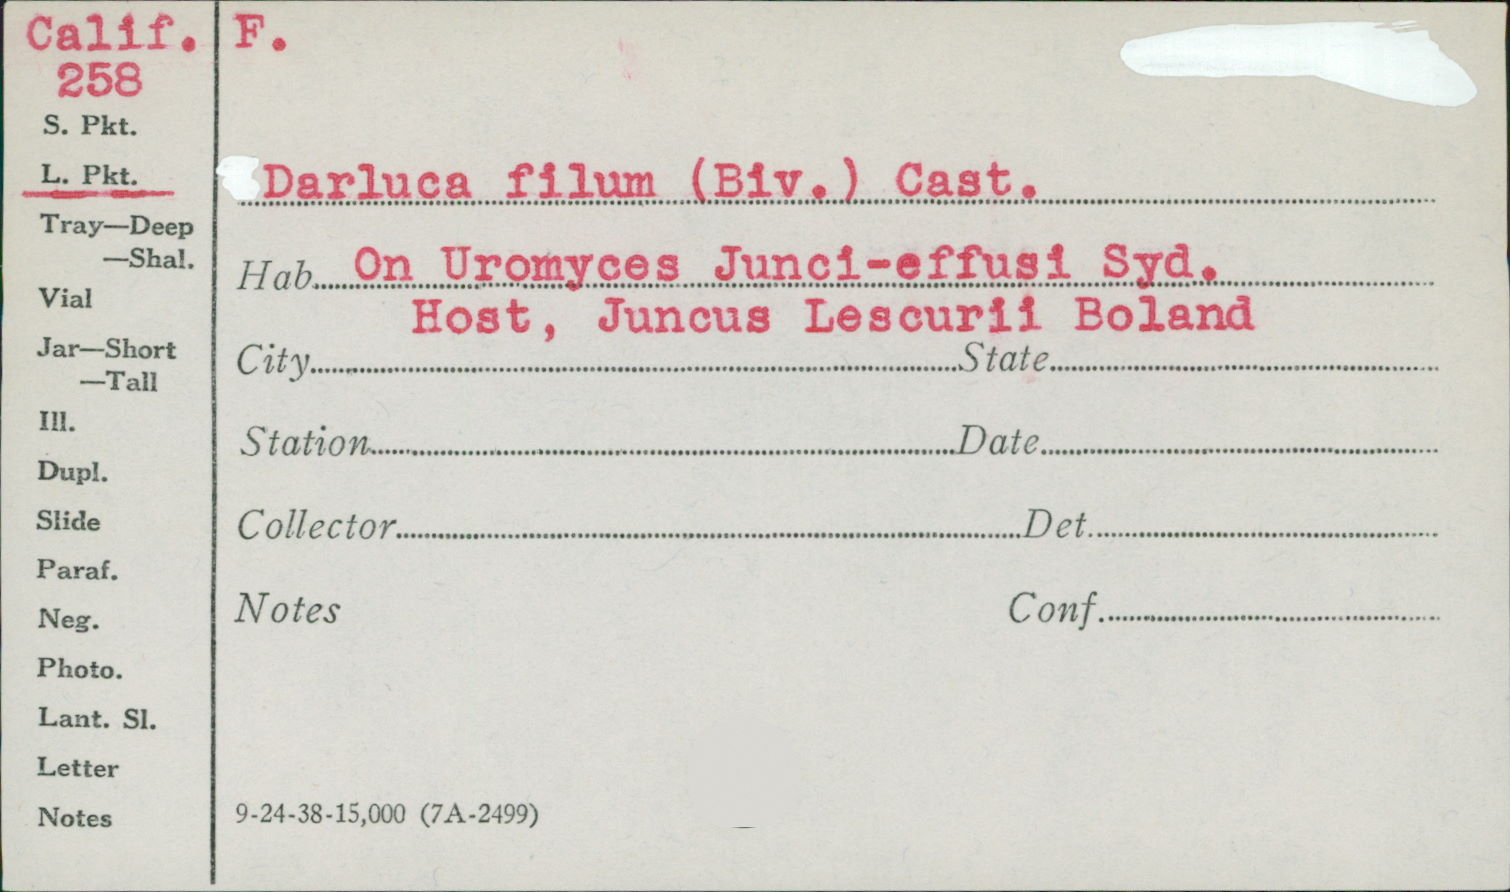 Calif.
258
S. Pkt.
L. Pkt.
Tray—Deep
—Shal.
Vial
Jar—Short
—Tall
Ill.
Dupl.
Slide
Paraf.
Neg.
Photo.
Lant. Sl.
Letter
Notes
F.
Darluca filum (Biv.) Cast.
Hab. On Uromyces Junci-effusi Syd.
Host, Juncus Lescurii Boland
City State
Station Date
Collector Det.
Notes Conf.
9-24-38-15,000 (7A-2499)